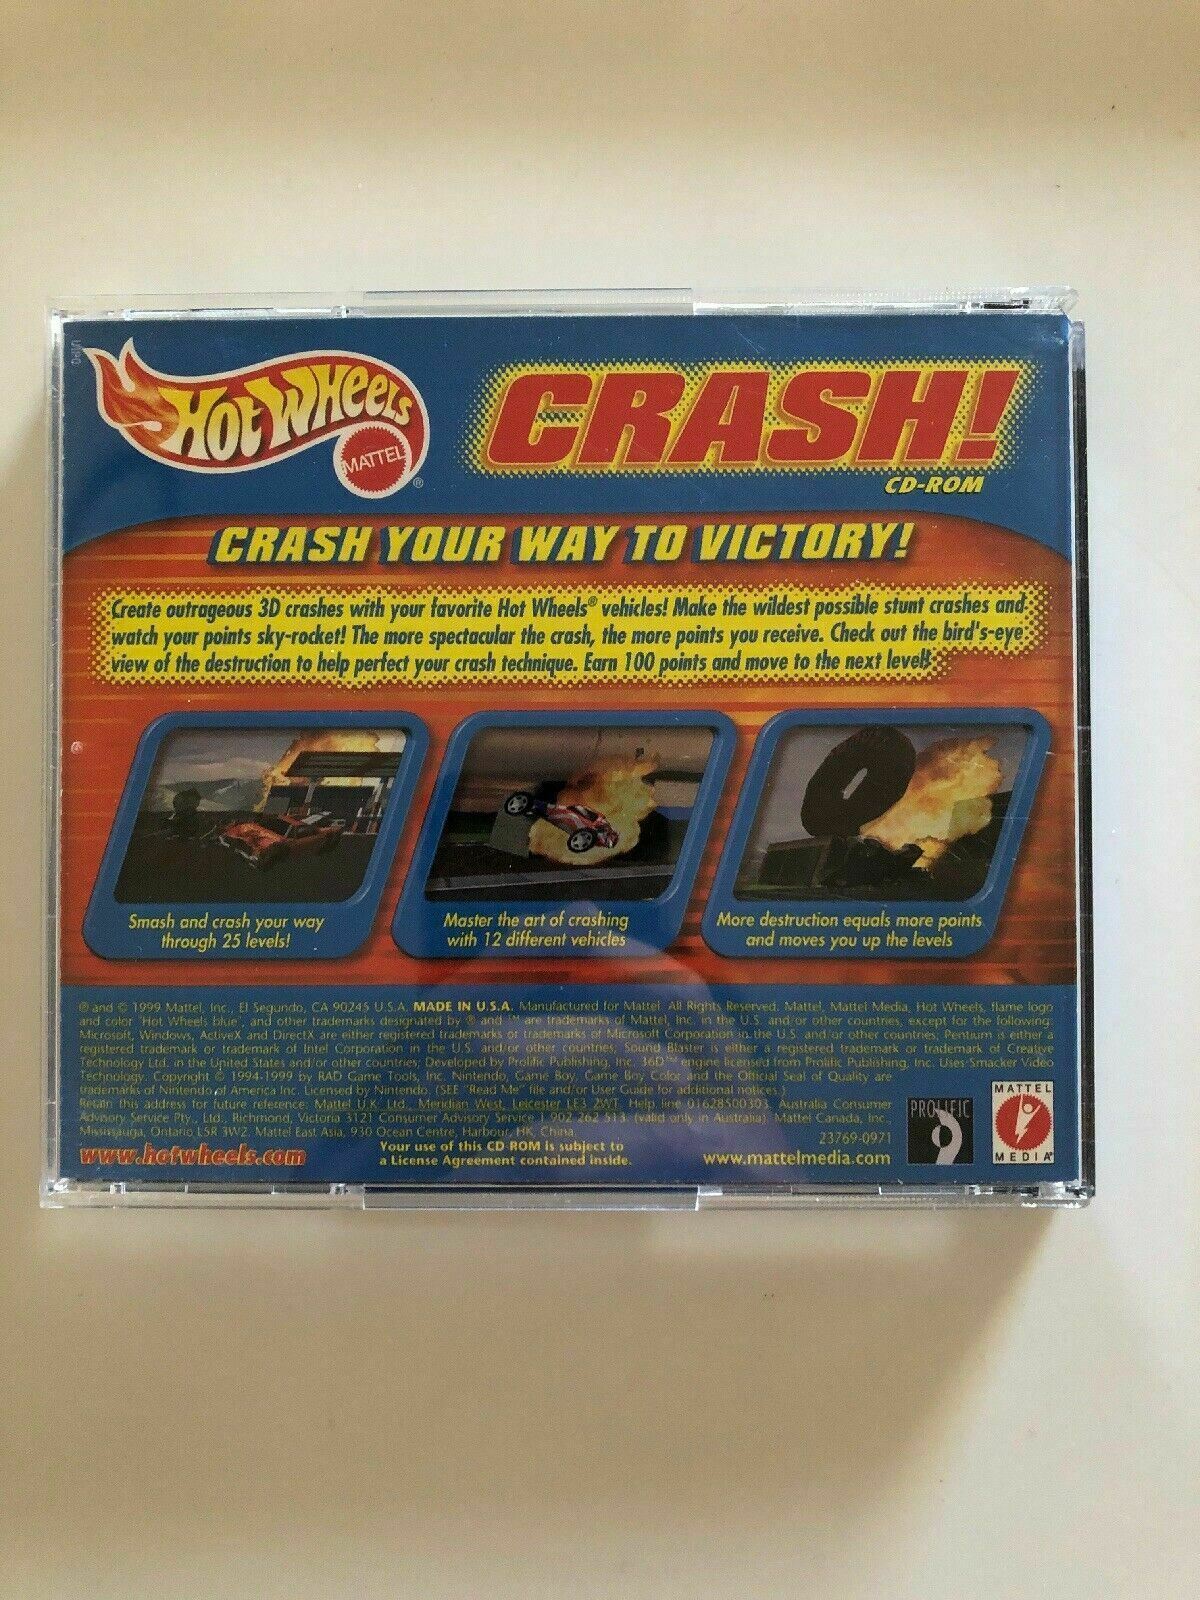 HOT WHEELS
MATTEL
®
CRASH!
CD-ROM
CRASH YOUR WAY TO VICTORY!
Create outrageous 3D crashes with your favorite Hot Wheels® vehicles! Make the wildest possible stunt crashes and
watch your points sky-rocket! The more spectacular the crash, the more points you receive. Check out the bird's-eye
view of the destruction to help perfect your crash technique. Earn 100 points and move to the next level!
Smash and crash your way
through 25 levels!
Master the art of crashing
with 12 different vehicles
More destruction equals more points
and moves you up the levels
℗ and © 1999 Mattel, Inc., El Segundo, CA 90245 U.S.A. MADE IN U.S.A. Manufactured for Mattel. All Rights Reserved. Mattel, Mattel Media, Hot Wheels, flame logo
and color "Hot Wheels blue", and other trademarks designated by ® and ™ are trademarks of Mattel, Inc. in the U.S. and/or other countries, except for the following:
Microsoft, Windows, ActiveX and DirectX are either registered trademarks or trademarks of Microsoft Corporation in the U.S. and/or other countries; Pentium is either a
registered trademark or trademark of Intel Corporation in the U.S. and/or other countries; Sound Blaster is either a registered trademark or trademark of Creative
Technology Ltd. in the United States and/or other countries; Developed by Prolific Publishing, Inc. 36D™ engine licensed from Prolific Publishing, Inc. Uses Smacker Video
Technology. Copyright © 1994-1999 by RAD Game Tools, Inc. Nintendo, Game Boy, Game Boy Color and the Official Seal of Quality are
trademarks of Nintendo of America Inc. Licensed by Nintendo. (SEE "Read Me" file and/or User Guide for additional notices.)
Retain this address for future reference: Mattel U.K. Ltd., Meridian West, Leicester LE3 2WT. Help line 01628500303. Australia Consumer
Advisory Service Pty., Ltd., Richmond, Victoria 3121 Consumer Advisory Service 1 902 262 513 (valid only in Australia). Mattel Canada, Inc.,
Mississauga, Ontario L5R 3W2. Mattel East Asia, 930 Ocean Centre, Harbour, HK, China.
23769-0971
www.hotwheels.com
Your use of this CD-ROM is subject to
a License Agreement contained inside.
www.mattelmedia.com
PROLIFIC
MATTEL
MEDIA